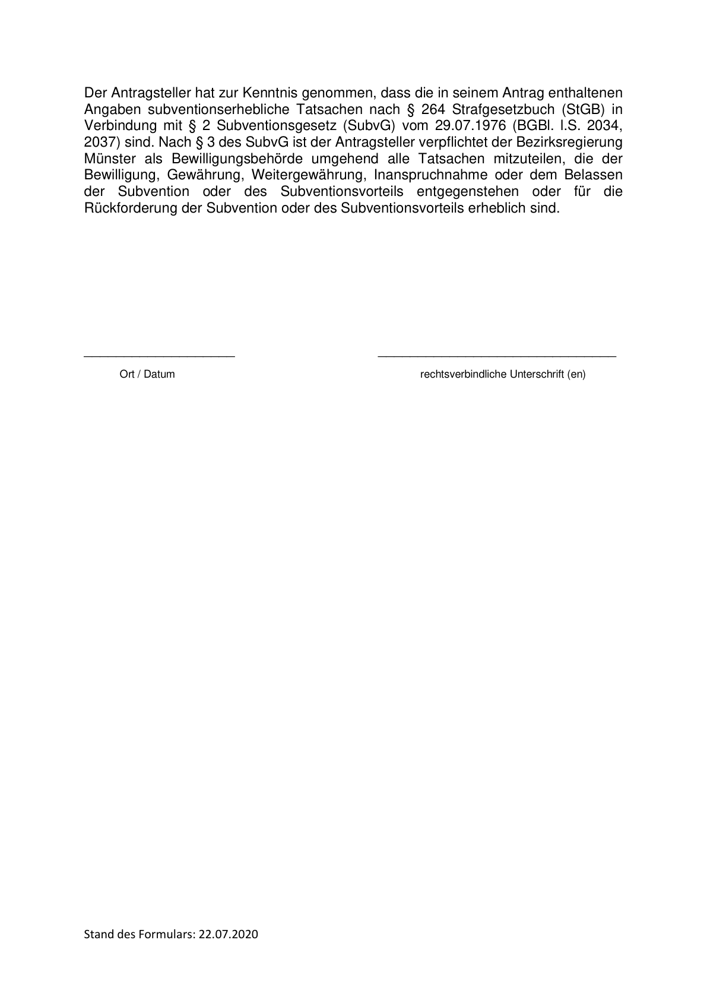 Der Antragsteller hat zur Kenntnis genommen, dass die in seinem Antrag enthaltenen
Angaben subventionserhebliche Tatsachen nach § 264 Strafgesetzbuch (StGB) in
Verbindung mit § 2 Subventionsgesetz (SubvG) vom 29.07.1976 (BGBl. I.S. 2034,
2037) sind. Nach § 3 des SubvG ist der Antragsteller verpflichtet der Bezirksregierung
Münster als Bewilligungsbehörde umgehend alle Tatsachen mitzuteilen, die der
Bewilligung, Gewährung, Weitergewährung, Inanspruchnahme oder dem Belassen
der Subvention oder des Subventionsvorteils entgegenstehen oder für die
Rückforderung der Subvention oder des Subventionsvorteils erheblich sind.
Ort / Datum rechtsverbindliche Unterschrift (en)
Stand des Formulars: 22.07.2020